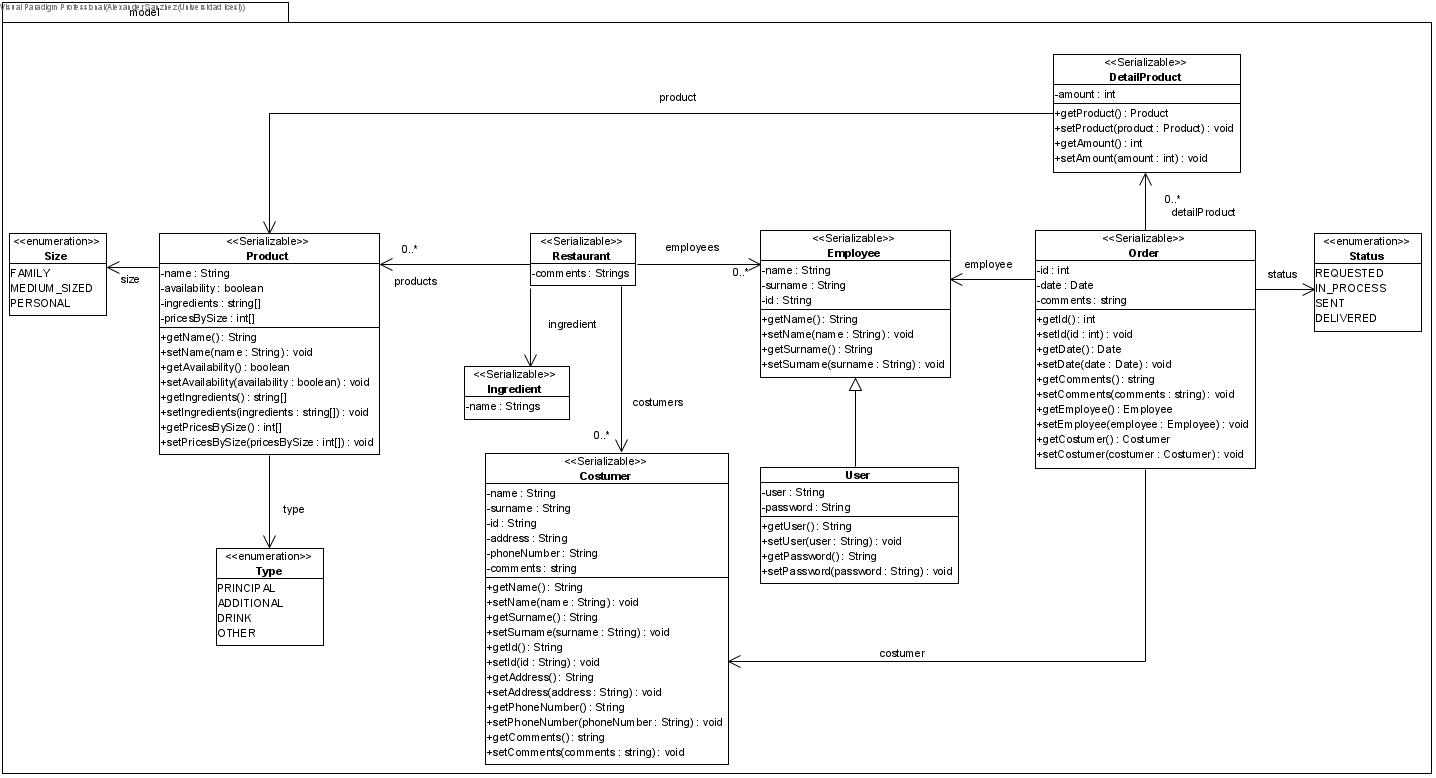 Visual Paradigm Professional(Alexander Sanchez(Universidad Icesi))
model
<<Serializable>>
DetailProduct
-amount : int
+getProduct() : Product
+setProduct(product : Product) : void
+getAmount() : int
+setAmount(amount : int) : void
product
0..*
detailProduct
<<enumeration>>
Size
FAMILY
MEDIUM_SIZED
PERSONAL
size
<<Serializable>>
Product
-name : String
-availability : boolean
-ingredients : string[]
-pricesBySize : int[]
+getName() : String
+setName(name : String) : void
+getAvailability() : boolean
+setAvailability(availability : boolean) : void
+getIngredients() : string[]
+setIngredients(ingredients : string[]) : void
+getPricesBySize() : int[]
+setPricesBySize(pricesBySize : int[]) : void
0..*
products
<<Serializable>>
Restaurant
-comments : Strings
employees
0..*
<<Serializable>>
Employee
-name : String
-surname : String
-id : String
+getName() : String
+setName(name : String) : void
+getSurname() : String
+setSurname(surname : String) : void
employee
<<Serializable>>
Order
-id : int
-date : Date
-comments : string
+getId() : int
+setId(id : int) : void
+getDate() : Date
+setDate(date : Date) : void
+getComments() : string
+setComments(comments : string) : void
+getEmployee() : Employee
+setEmployee(employee : Employee) : void
+getCostumer() : Costumer
+setCostumer(costumer : Costumer) : void
status
<<enumeration>>
Status
REQUESTED
IN_PROCESS
SENT
DELIVERED
ingredient
<<Serializable>>
Ingredient
-name : Strings
costumers
0..*
type
<<enumeration>>
Type
PRINCIPAL
ADDITIONAL
DRINK
OTHER
<<Serializable>>
Costumer
-name : String
-surname : String
-id : String
-address : String
-phoneNumber : String
-comments : string
+getName() : String
+setName(name : String) : void
+getSurname() : String
+setSurname(surname : String) : void
+getId() : String
+setId(id : String) : void
+getAddress() : String
+setAddress(address : String) : void
+getPhoneNumber() : String
+setPhoneNumber(phoneNumber : String) : void
+getComments() : string
+setComments(comments : string) : void
User
-user : String
-password : String
+getUser() : String
+setUser(user : String) : void
+getPassword() : String
+setPassword(password : String) : void
costumer